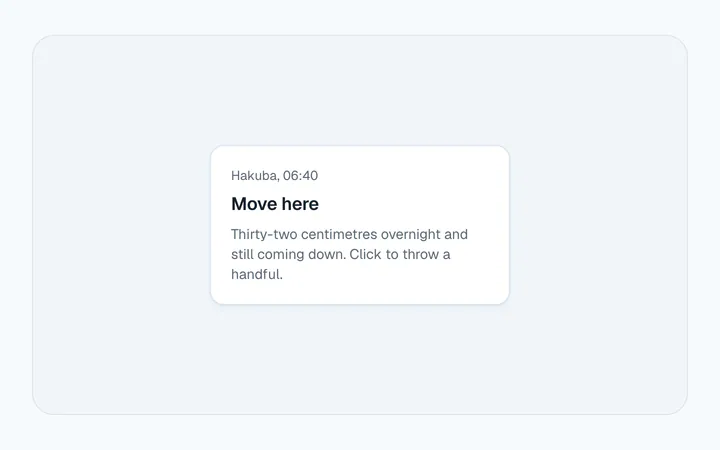 Hakuba, 06:40
Move here
Thirty-two centimetres overnight and
still coming down. Click to throw a
handful.